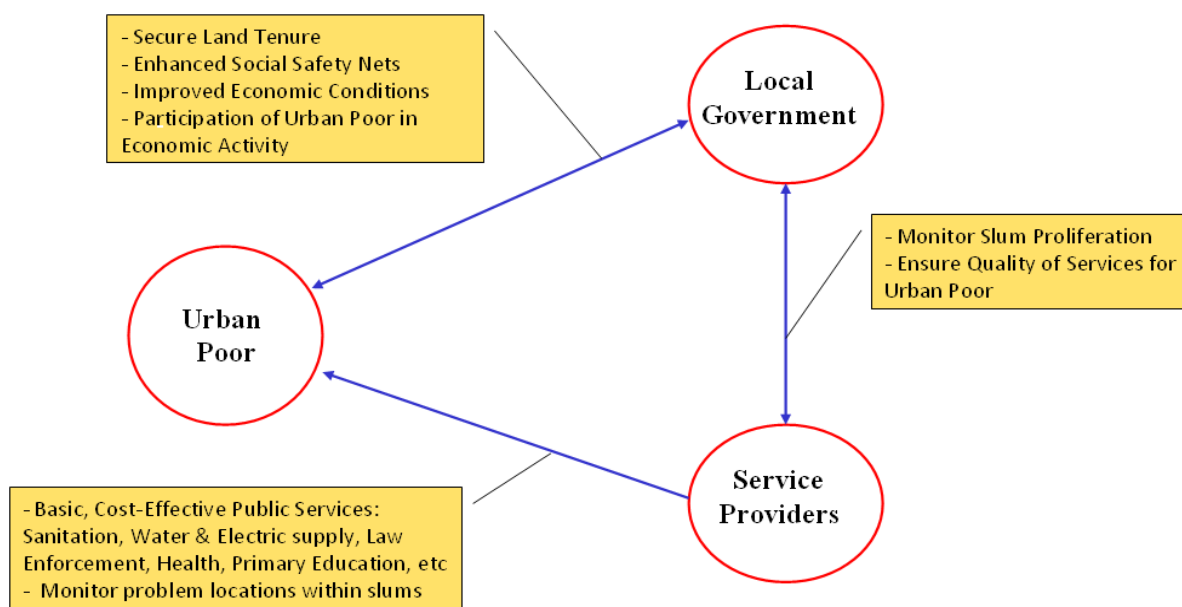 - Secure Land Tenure
- Enhanced Social Safety Nets
- Improved Economic Conditions
- Participation of Urban Poor in
Economic Activity
Local
Government
- Monitor Slum Proliferation
- Ensure Quality of Services for
Urban Poor
Urban
Poor
Service
Providers
- Basic, Cost-Effective Public Services:
Sanitation, Water & Electric supply, Law
Enforcement, Health, Primary Education, etc
- Monitor problem locations within slums